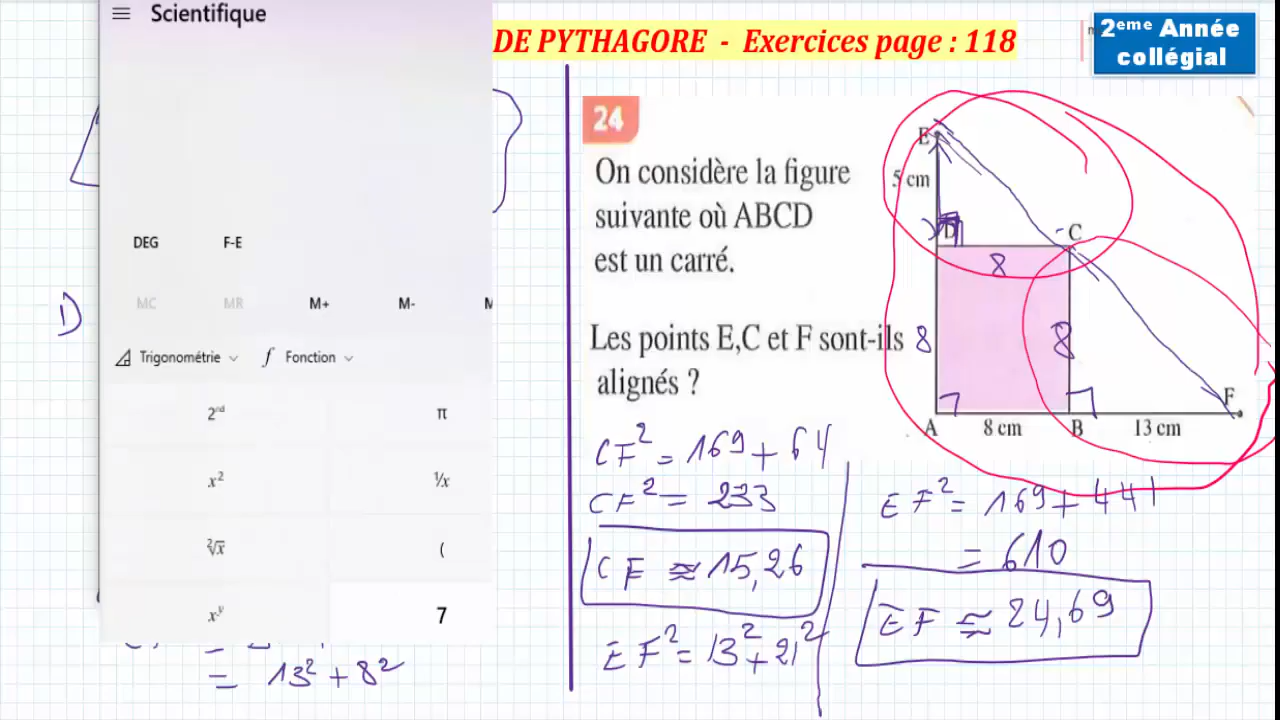 Scientifique
DE PYTHAGORE - Exercices page : 118
2eme Année
collégial
DEG F-E
MC MR M+ M-
Trigonométrie f Fonction
2nd π
x² ¹/x
²√x (
xʸ 7
D
= 13² + 8²
24
On considère la figure
suivante où ABCD
est un carré.
Les points E,C et F sont-ils
alignés ?
E
5 cm
D C
8
8 8
A 8 cm B 13 cm F
CF² = 169 + 64
CF² = 233
CF ≈ 15,26
EF² = 13² + 21²
EF² = 169 + 441
= 610
EF ≈ 24,69